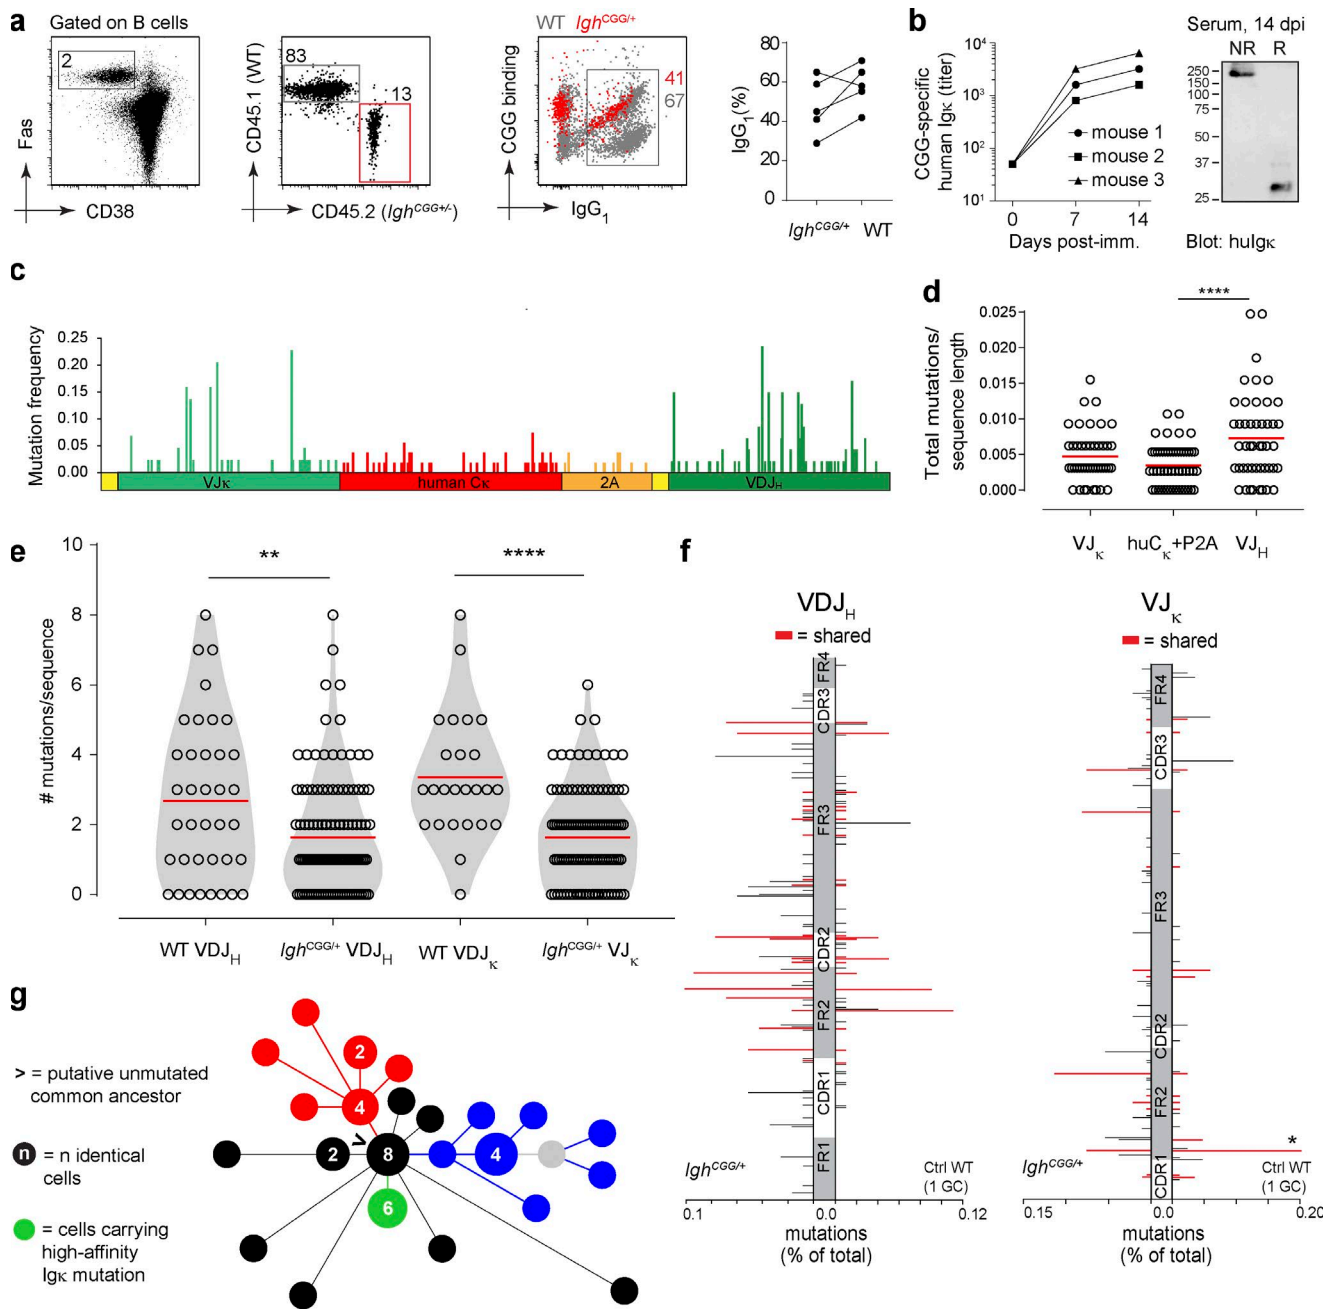 a
Gated on B cells
2
Fas
CD38
83
13
CD45.1 (WT)
CD45.2 (Igh^CGG+/-)
WT Igh^CGG/+
41
67
CGG binding
IgG1
80
60
40
20
0
IgG1(%)
Igh^CGG/+ WT
b
10^4
10^3
10^2
10^1
CGG-specific
human Igκ (titer)
mouse 1
mouse 2
mouse 3
0 7 14
Days post-imm.
Serum, 14 dpi
NR R
250
150
100
75
50
37
25
Blot: huIgκ
c
Mutation frequency
0.25
0.20
0.15
0.10
0.05
0.00
VJκ
human Cκ
2A
VDJH
d
****
Total mutations/
sequence length
0.025
0.020
0.015
0.010
0.005
0.000
VJκ huCκ+P2A VJH
e
# mutations/sequence
10
8
6
4
2
0
**
****
WT VDJH Igh^CGG/+ VDJH WT VDJκ Igh^CGG/+ VJκ
f
VDJH
= shared
FR4
CDR3
FR3
CDR2
FR2
CDR1
FR1
Igh^CGG/+
Ctrl WT
(1 GC)
0.1 0.0 0.12
mutations
(% of total)
VJκ
= shared
FR4
CDR3
FR3
CDR2
FR2
CDR1
*
Igh^CGG/+
Ctrl WT
(1 GC)
0.15 0.0 0.20
mutations
(% of total)
g
> = putative unmutated
common ancestor
n = n identical
cells
= cells carrying
high-affinity
Igκ mutation
2
4
>
2
8
4
6